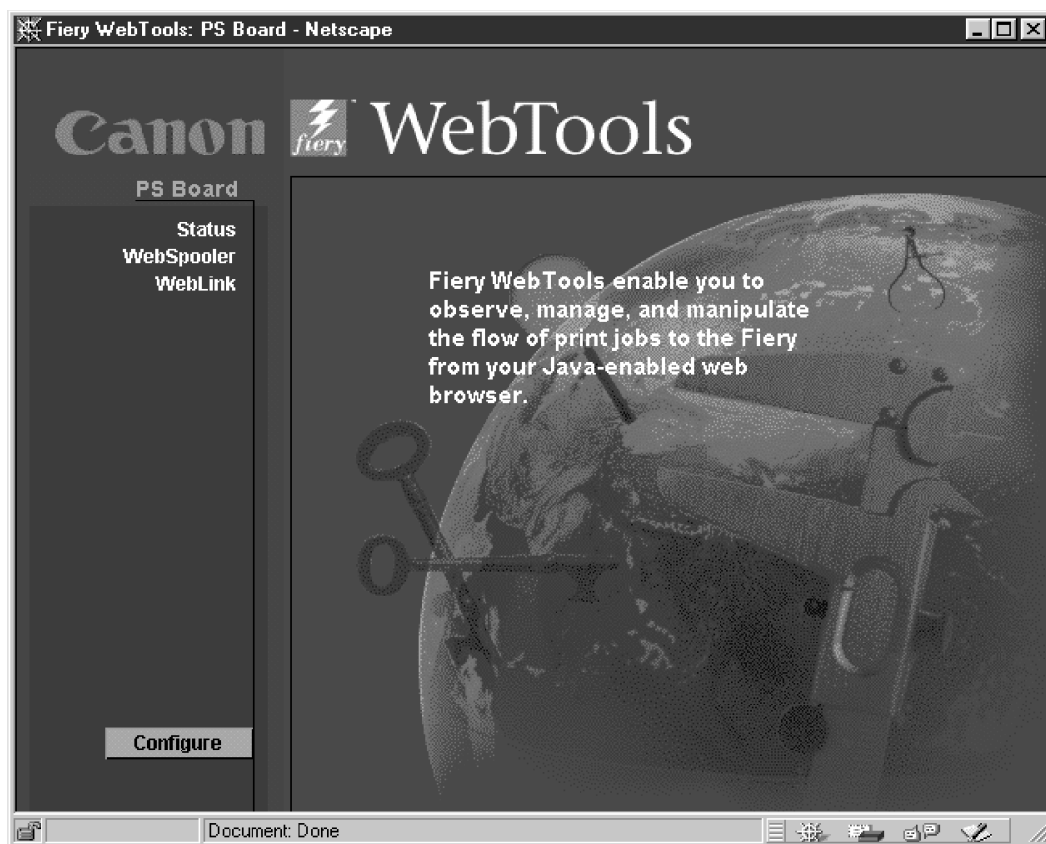 Fiery WebTools: PS Board - Netscape
Canon
fiery
WebTools
PS Board
Status
WebSpooler
WebLink
Fiery WebTools enable you to
observe, manage, and manipulate
the flow of print jobs to the Fiery
from your Java-enabled web
browser.
Configure
Document: Done